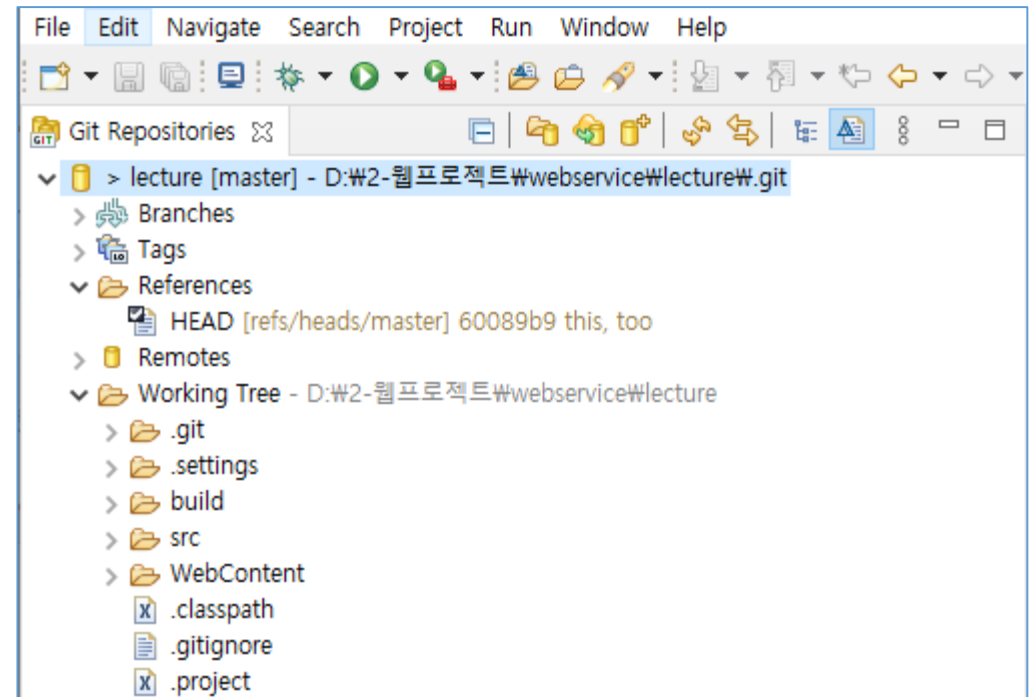 File Edit Navigate Search Project Run Window Help
GIT Git Repositories
> lecture [master] - D:₩2-웹프로젝트₩webservice₩lecture₩.git
Branches
Tags
References
HEAD [refs/heads/master] 60089b9 this, too
Remotes
Working Tree - D:₩2-웹프로젝트₩webservice₩lecture
.git
.settings
build
src
WebContent
.classpath
.gitignore
.project